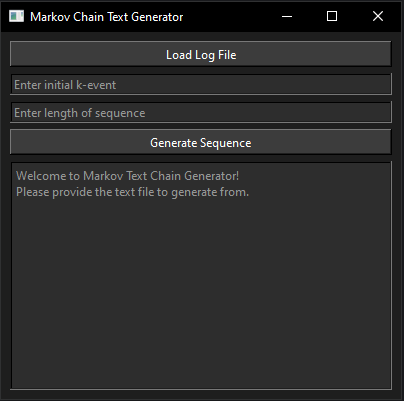 Markov Chain Text Generator
Load Log File
Enter initial k-event
Enter length of sequence
Generate Sequence
Welcome to Markov Text Chain Generator!
Please provide the text file to generate from.